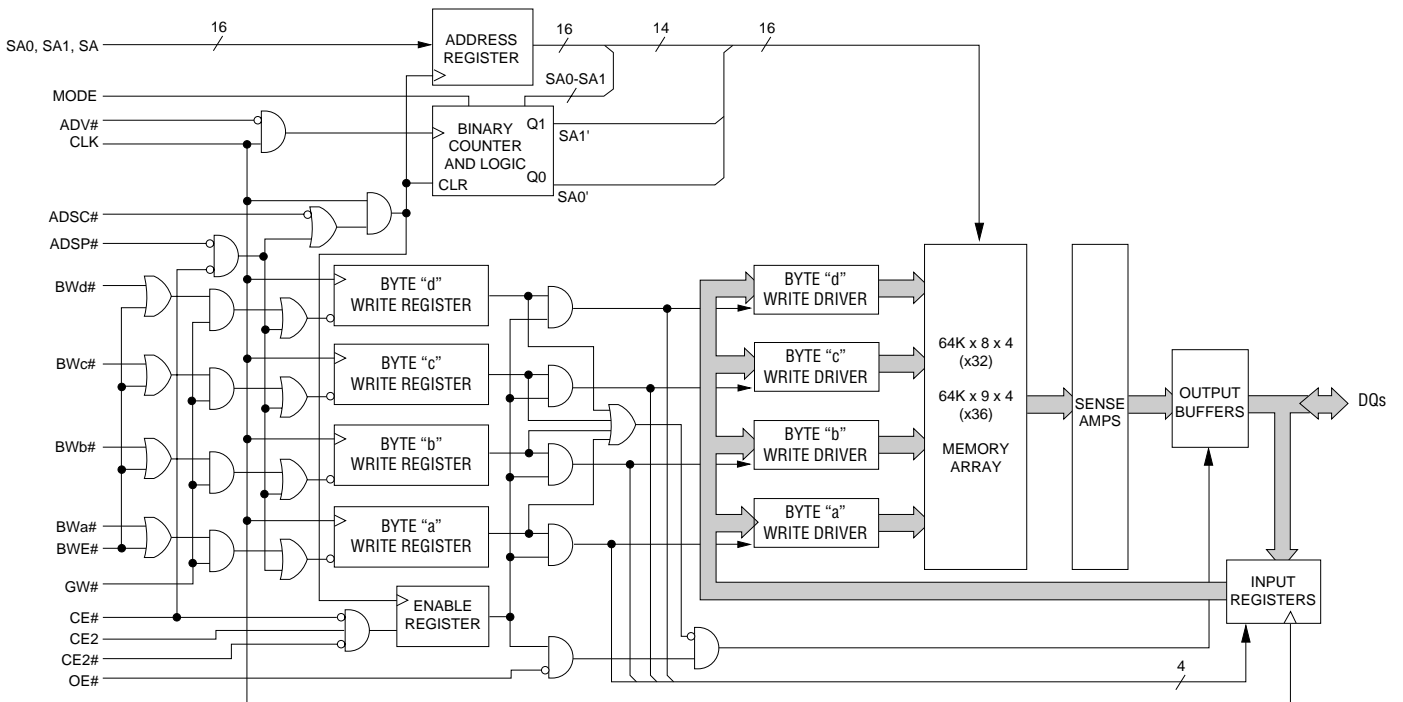 SA0, SA1, SA
16
ADDRESS
REGISTER
16
14
16
SA0-SA1
MODE
ADV#
CLK
BINARY
COUNTER
AND LOGIC
Q1
Q0
CLR
SA1'
SA0'
ADSC#
ADSP#
BWd#
BYTE “d”
WRITE REGISTER
BYTE “d”
WRITE DRIVER
BWc#
BYTE “c”
WRITE REGISTER
BYTE “c”
WRITE DRIVER
BWb#
BYTE “b”
WRITE REGISTER
BYTE “b”
WRITE DRIVER
BWa#
BWE#
BYTE “a”
WRITE REGISTER
BYTE “a”
WRITE DRIVER
64K x 8 x 4
(x32)
64K x 9 x 4
(x36)
MEMORY
ARRAY
SENSE
AMPS
OUTPUT
BUFFERS
DQs
GW#
CE#
CE2
CE2#
OE#
ENABLE
REGISTER
INPUT
REGISTERS
4